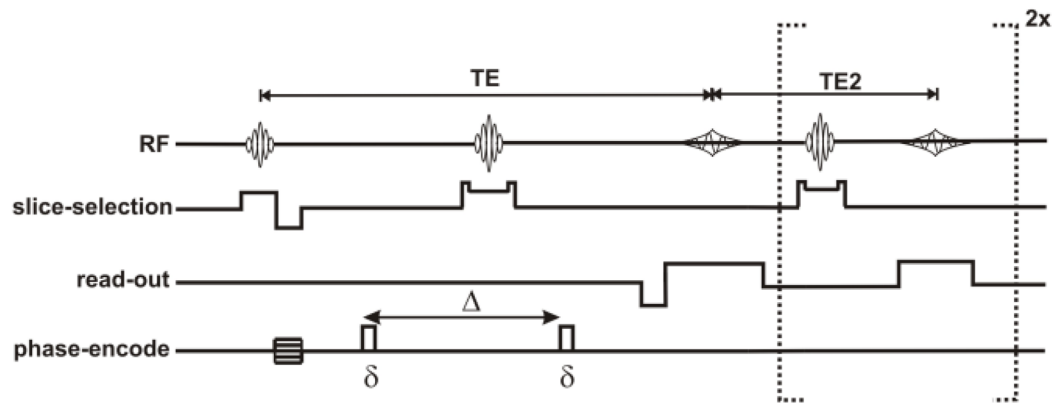 2x
TE
TE2
RF
slice-selection
read-out
Δ
phase-encode
δ δ